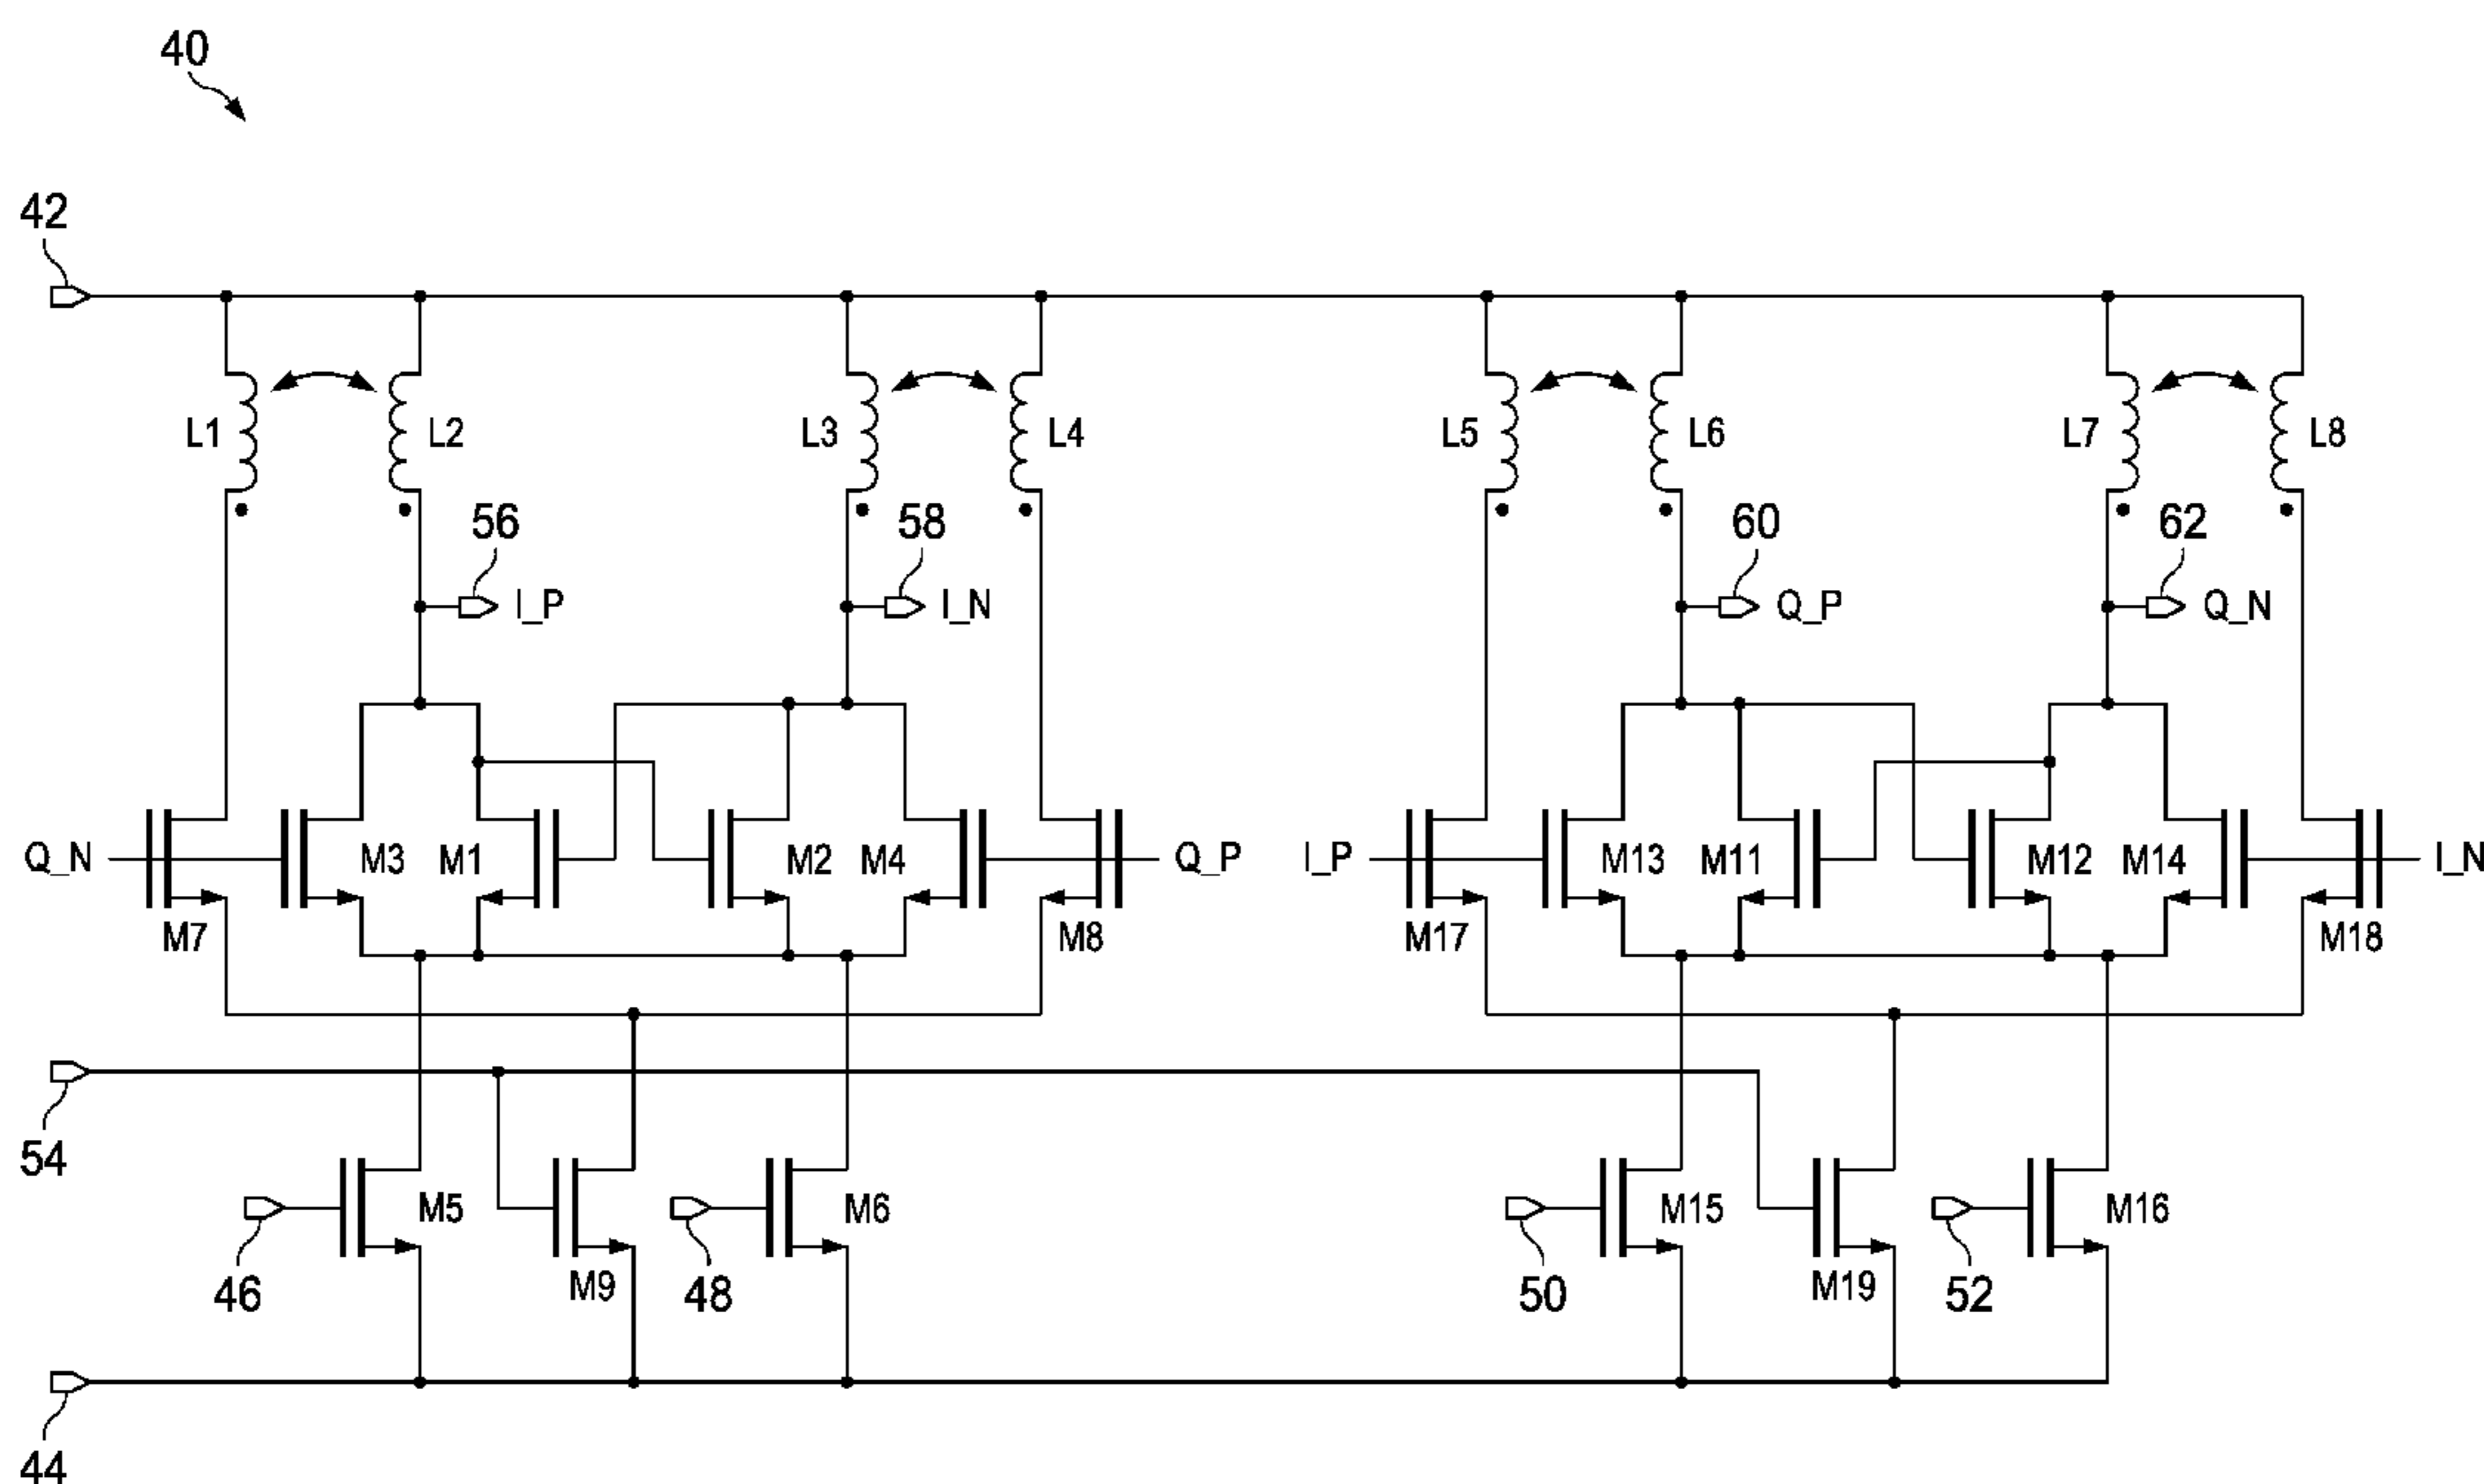 40
42
L1 L2 L3 L4 L5 L6 L7 L8
56 58 60 62
I_P I_N Q_P Q_N
Q_N M3 M1 M2 M4 Q_P I_P M13 M11 M12 M14 I_N
M7 M8 M17 M18
54
M5 M6 M15 M16
46 M9 48 50 M19 52
44